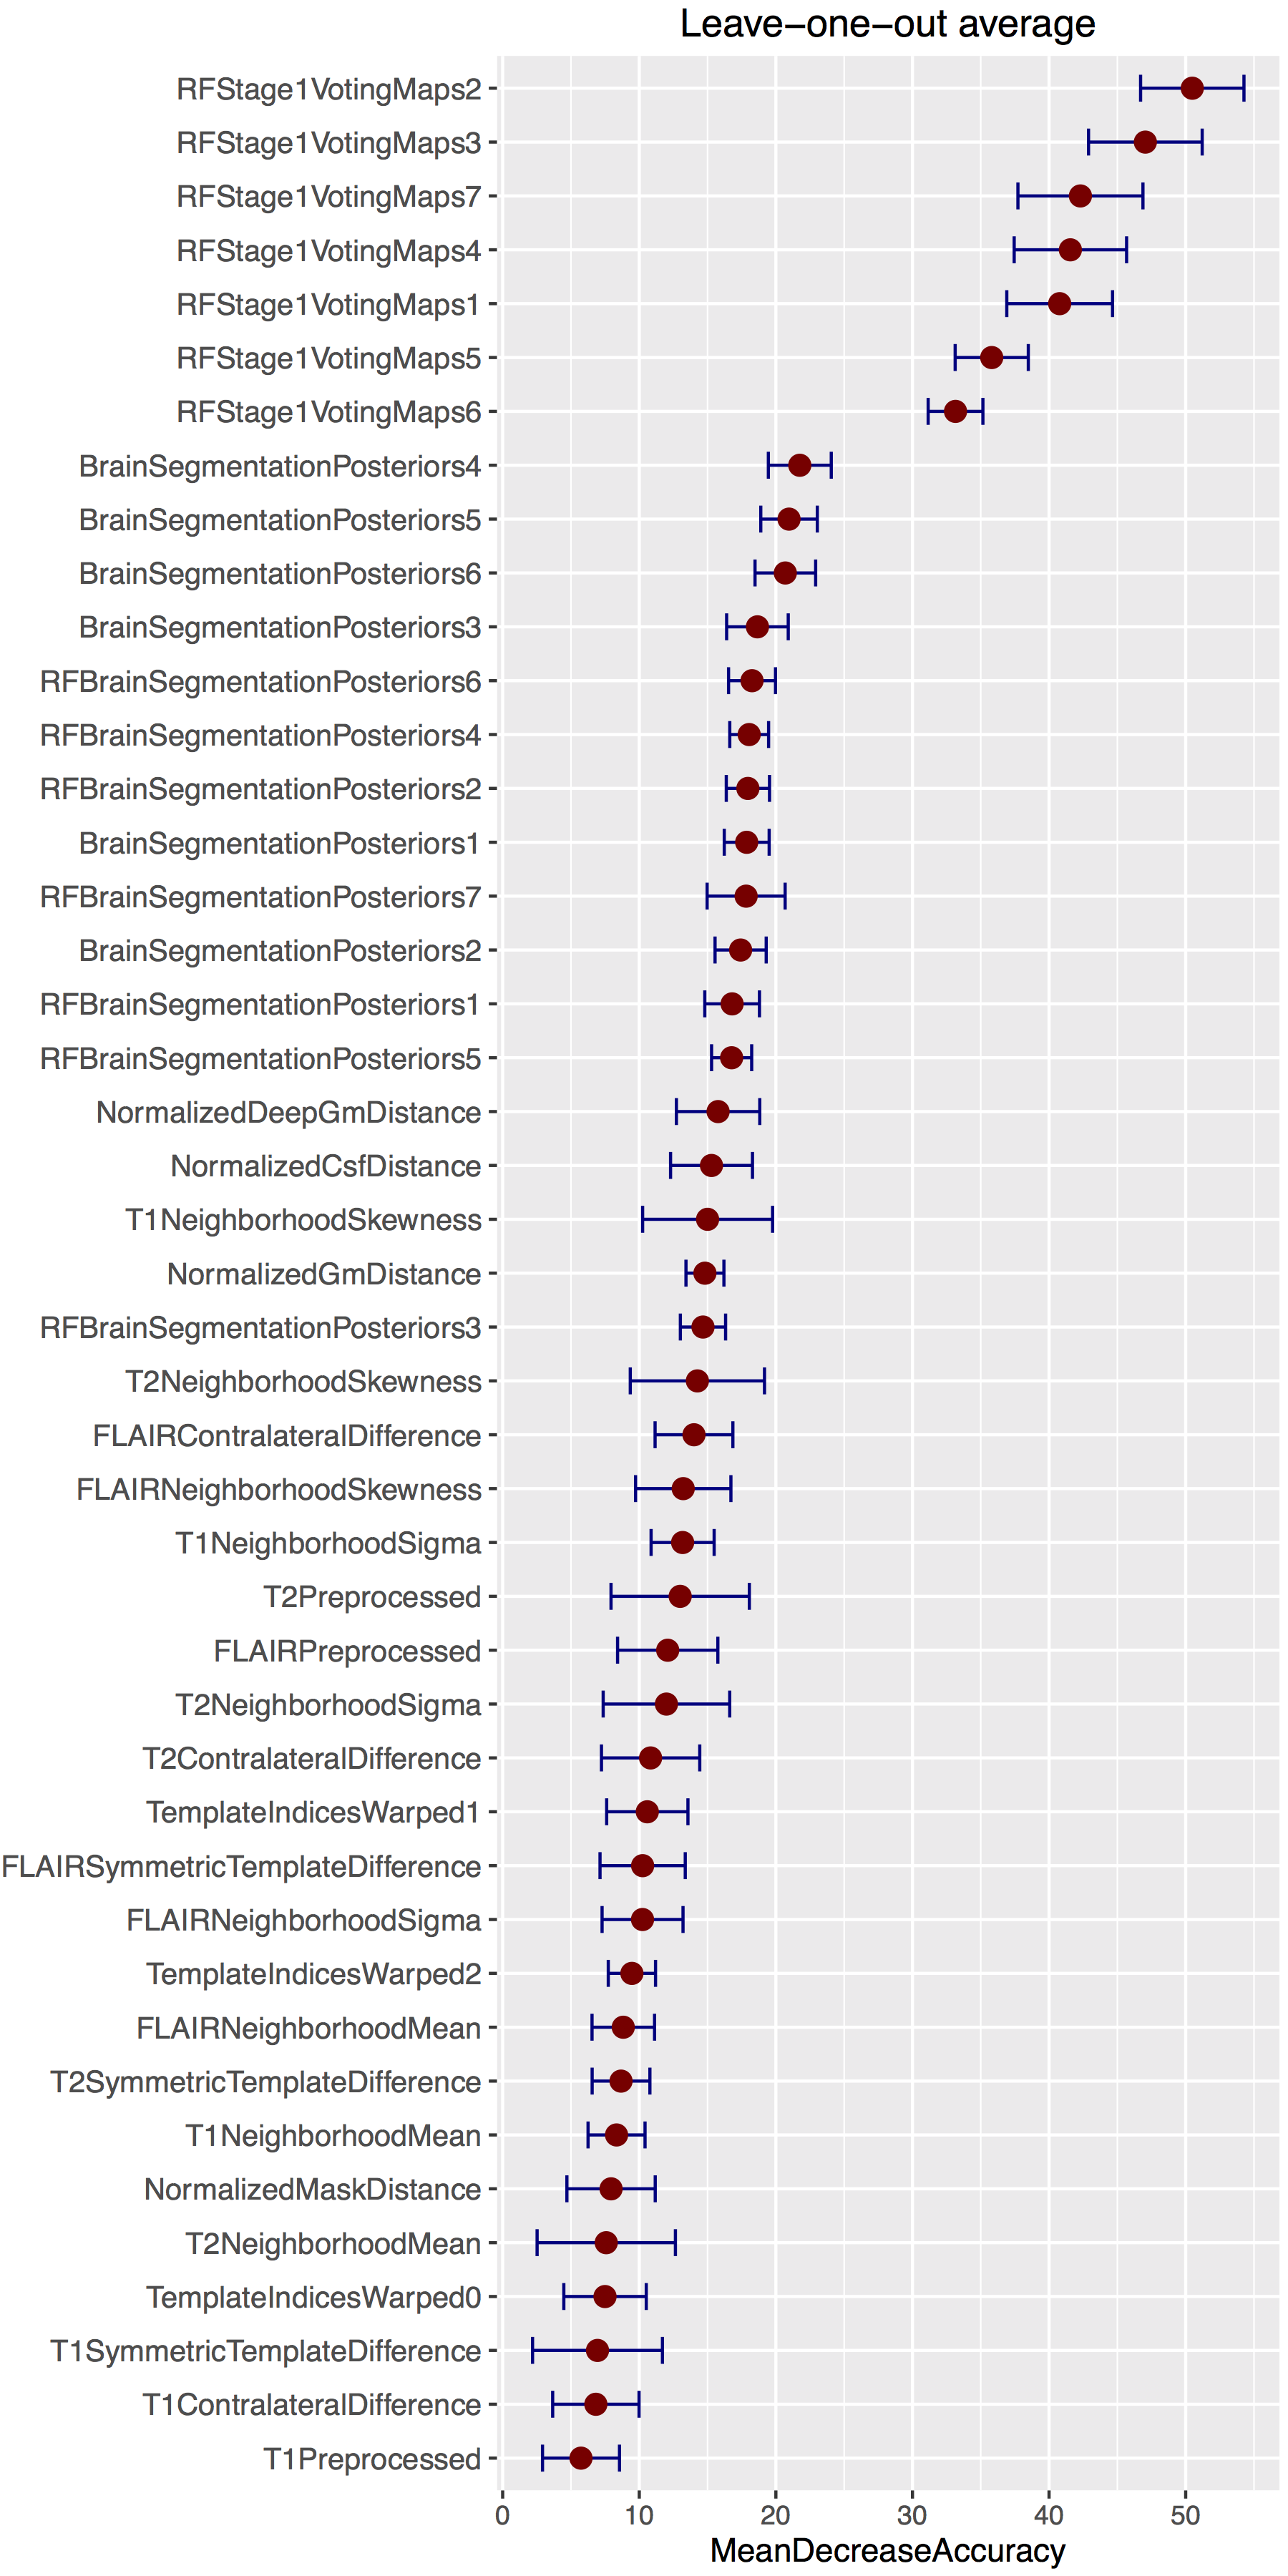 Leave−one−out average
RFStage1VotingMaps2
RFStage1VotingMaps3
RFStage1VotingMaps7
RFStage1VotingMaps4
RFStage1VotingMaps1
RFStage1VotingMaps5
RFStage1VotingMaps6
BrainSegmentationPosteriors4
BrainSegmentationPosteriors5
BrainSegmentationPosteriors6
BrainSegmentationPosteriors3
RFBrainSegmentationPosteriors6
RFBrainSegmentationPosteriors4
RFBrainSegmentationPosteriors2
BrainSegmentationPosteriors1
RFBrainSegmentationPosteriors7
BrainSegmentationPosteriors2
RFBrainSegmentationPosteriors1
RFBrainSegmentationPosteriors5
NormalizedDeepGmDistance
NormalizedCsfDistance
T1NeighborhoodSkewness
NormalizedGmDistance
RFBrainSegmentationPosteriors3
T2NeighborhoodSkewness
FLAIRContralateralDifference
FLAIRNeighborhoodSkewness
T1NeighborhoodSigma
T2Preprocessed
FLAIRPreprocessed
T2NeighborhoodSigma
T2ContralateralDifference
TemplateIndicesWarped1
FLAIRSymmetricTemplateDifference
FLAIRNeighborhoodSigma
TemplateIndicesWarped2
FLAIRNeighborhoodMean
T2SymmetricTemplateDifference
T1NeighborhoodMean
NormalizedMaskDistance
T2NeighborhoodMean
TemplateIndicesWarped0
T1SymmetricTemplateDifference
T1ContralateralDifference
T1Preprocessed
0 10 20 30 40 50
MeanDecreaseAccuracy